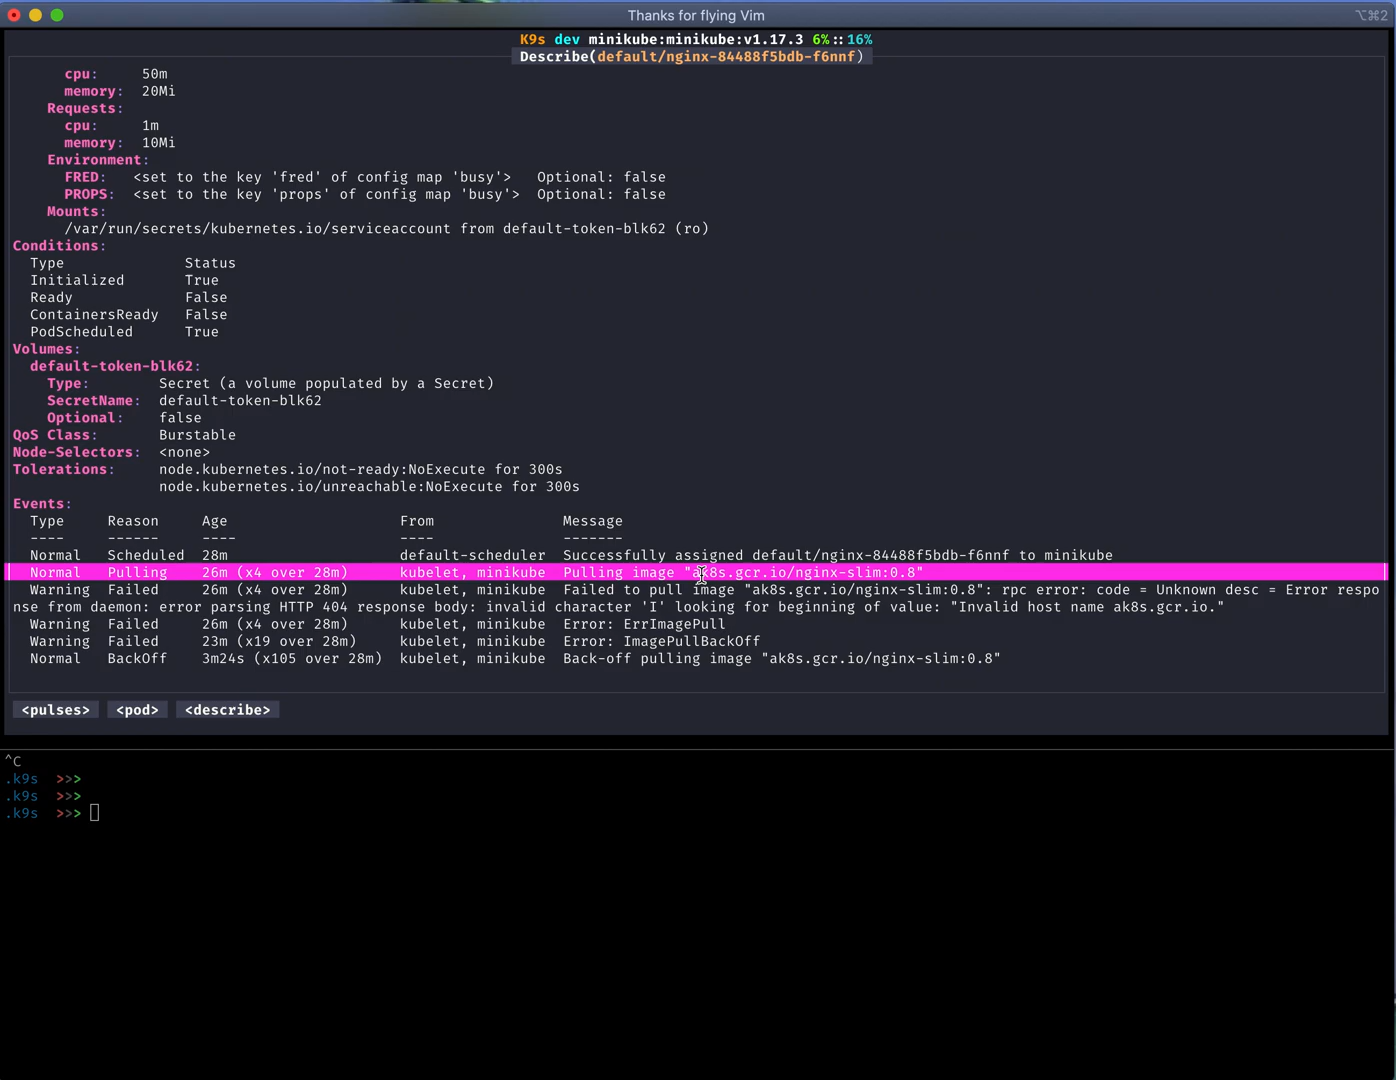 Thanks for flying Vim
⌥⌘2
K9s dev minikube:minikube:v1.17.3 6%::16%
Describe(default/nginx-84488f5bdb-f6nnf)
cpu: 50m
memory: 20Mi
Requests:
cpu: 1m
memory: 10Mi
Environment:
FRED: <set to the key 'fred' of config map 'busy'> Optional: false
PROPS: <set to the key 'props' of config map 'busy'> Optional: false
Mounts:
/var/run/secrets/kubernetes.io/serviceaccount from default-token-blk62 (ro)
Conditions:
Type Status
Initialized True
Ready False
ContainersReady False
PodScheduled True
Volumes:
default-token-blk62:
Type: Secret (a volume populated by a Secret)
SecretName: default-token-blk62
Optional: false
QoS Class: Burstable
Node-Selectors: <none>
Tolerations: node.kubernetes.io/not-ready:NoExecute for 300s
node.kubernetes.io/unreachable:NoExecute for 300s
Events:
Type Reason Age From Message
---- ------ ---- ---- -------
Normal Scheduled 28m default-scheduler Successfully assigned default/nginx-84488f5bdb-f6nnf to minikube
Normal Pulling 26m (x4 over 28m) kubelet, minikube Pulling image "ak8s.gcr.io/nginx-slim:0.8"
Warning Failed 26m (x4 over 28m) kubelet, minikube Failed to pull image "ak8s.gcr.io/nginx-slim:0.8": rpc error: code = Unknown desc = Error respo
nse from daemon: error parsing HTTP 404 response body: invalid character 'I' looking for beginning of value: "Invalid host name ak8s.gcr.io."
Warning Failed 26m (x4 over 28m) kubelet, minikube Error: ErrImagePull
Warning Failed 23m (x19 over 28m) kubelet, minikube Error: ImagePullBackOff
Normal BackOff 3m24s (x105 over 28m) kubelet, minikube Back-off pulling image "ak8s.gcr.io/nginx-slim:0.8"
<pulses> <pod> <describe>
^C
.k9s >>>
.k9s >>>
.k9s >>>